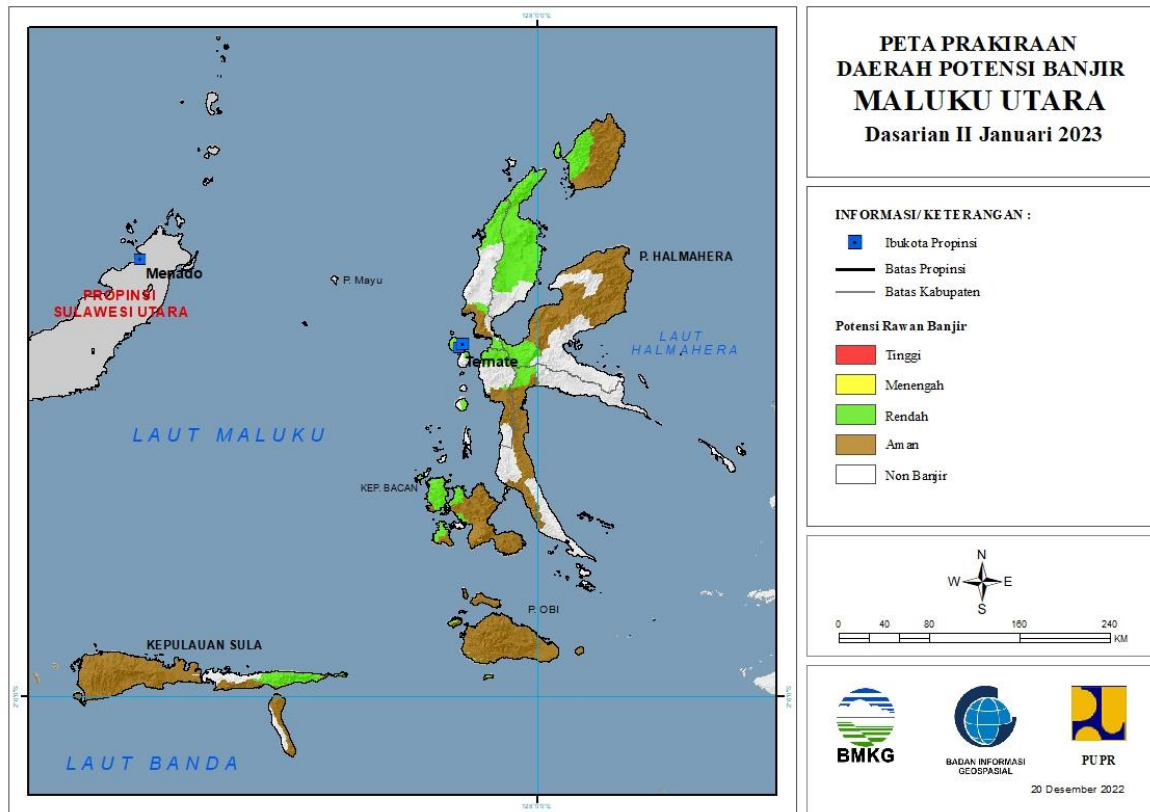 PETA PRAKIRAAN
DAERAH POTENSI BANJIR
MALUKU UTARA
Dasarian II Januari 2023
INFORMASI/ KETERANGAN :
Ibukota Propinsi
Batas Propinsi
Batas Kabupaten
Potensi Rawan Banjir
Tinggi
Menengah
Rendah
Aman
Non Banjir
N
W E
S
0 40 80 160 240
KM
BMKG
BADAN INFORMASI
GEOSPASIAL
PUPR
20 Desember 2022
P. HALMAHERA
Menado
P. Mayu
PROPINSI
SULAWESI UTARA
LAUT
HALMAHERA
Ternate
LAUT MALUKU
KEP. BACAN
P. OBI
KEPULAUAN SULA
LAUT BANDA